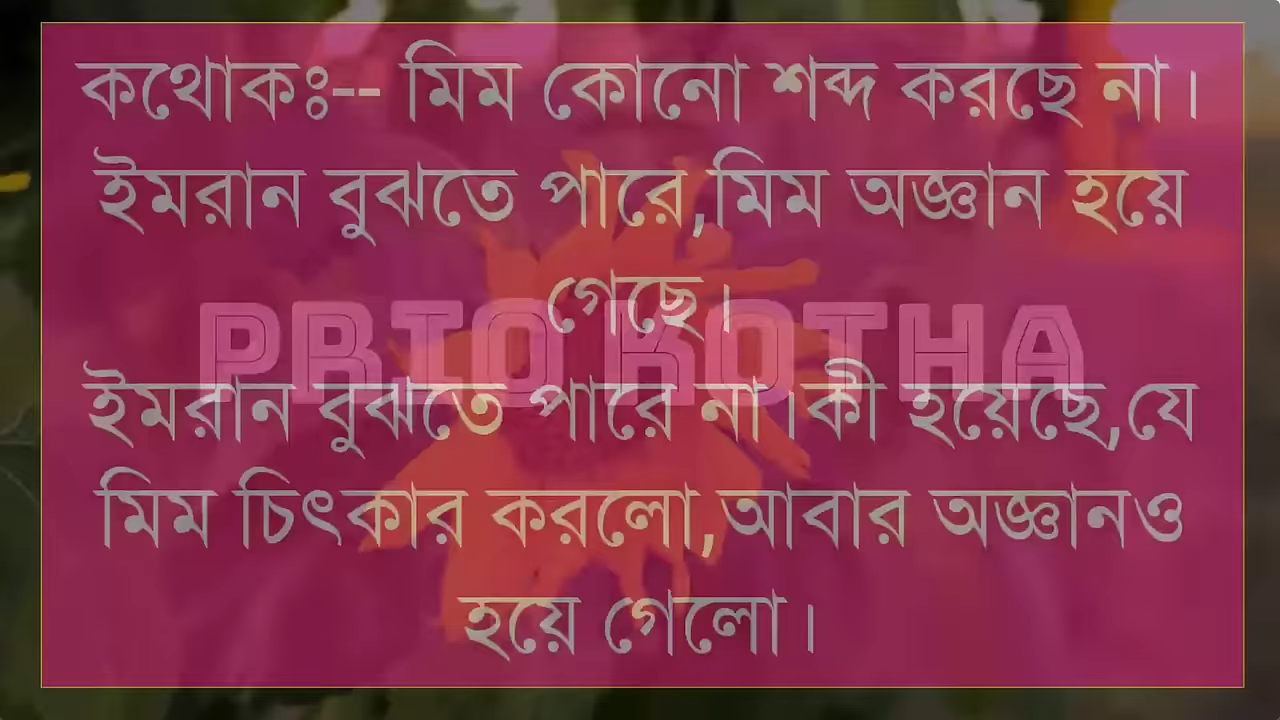 কথোকঃ-- মিম কোনো শব্দ করছে না।
ইমরান বুঝতে পারে,মিম অজ্ঞান হয়ে
গেছে।
PRIO KOTHA
ইমরান বুঝতে পারে না।কী হয়েছে,যে
মিম চিৎকার করলো,আবার অজ্ঞানও
হয়ে গেলো।